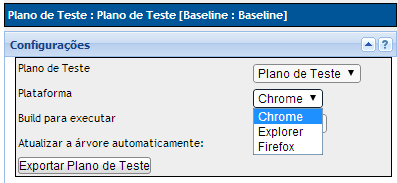 Plano de Teste : Plano de Teste [Baseline : Baseline]
Configurações ?
Plano de Teste Plano de Teste
Plataforma Chrome
Chrome
Build para executar
Explorer
Firefox
Atualizar a árvore automaticamente:
Exportar Plano de Teste